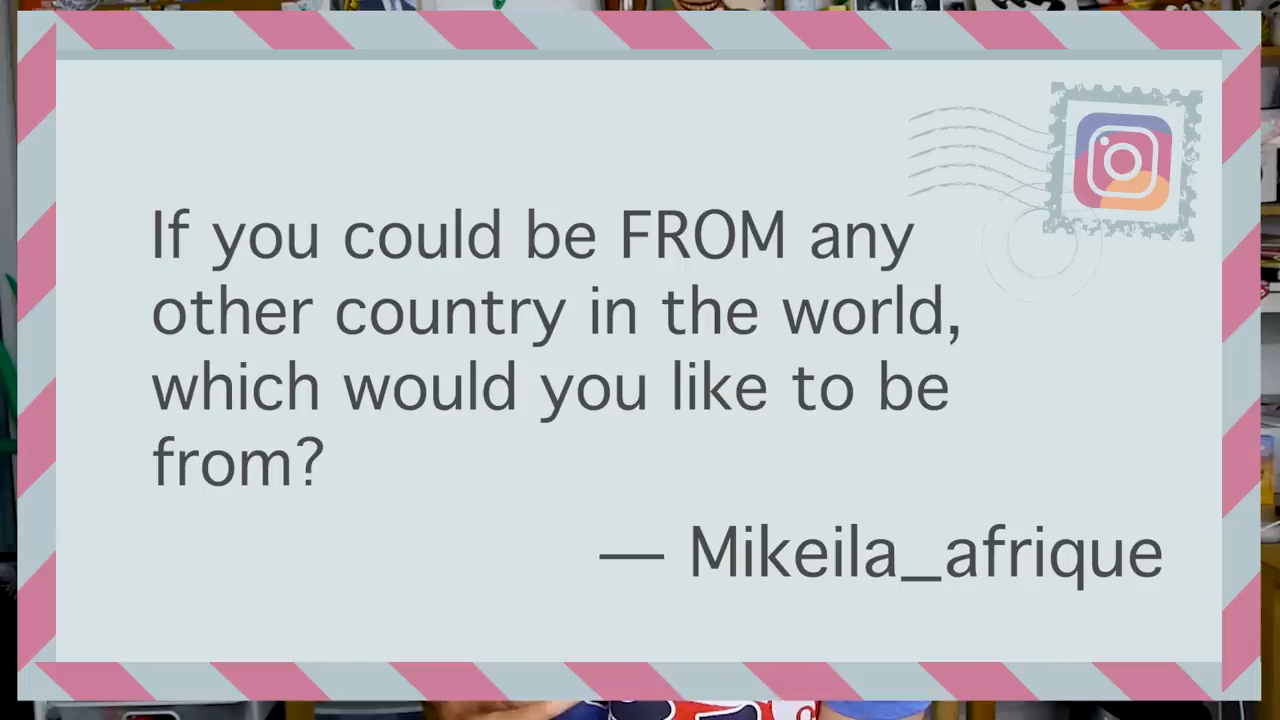 If you could be FROM any
other country in the world,
which would you like to be
from?
— Mikeila_afrique